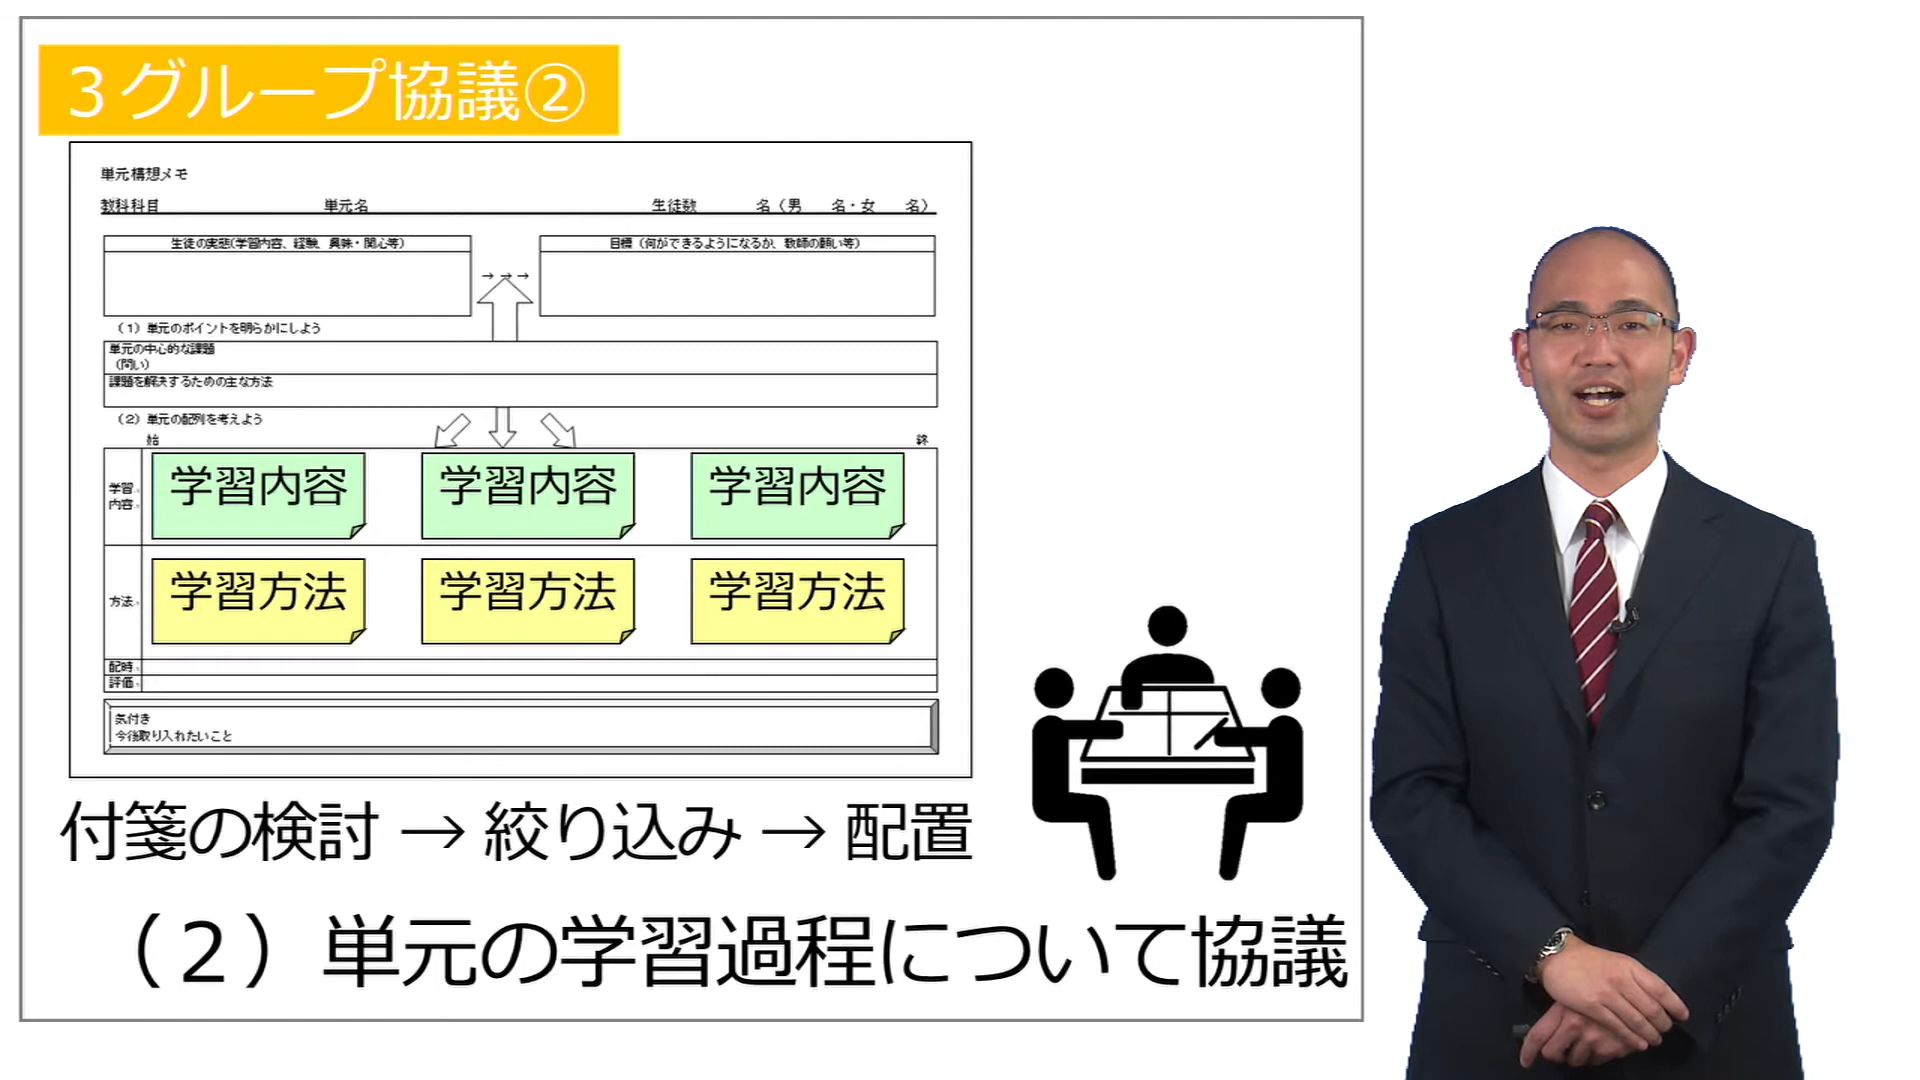 ３グループ協議②
単元構想メモ
教科科目 単元名 生徒数 名（男 名・女 名）
生徒の実態(学習内容、経験、興味・関心等)
目標（何ができるようになるか、教師の願い等）
→→→
（1）単元のポイントを明らかにしよう
単元の中心的な課題
（問い）
課題を解決するための主な方法
（2）単元の配列を考えよう
始 終
学習内容
学習内容 学習内容 学習内容
方法
学習方法 学習方法 学習方法
配時
評価
気付き
今後取り入れたいこと
付箋の検討 → 絞り込み → 配置
（２）単元の学習過程について協議